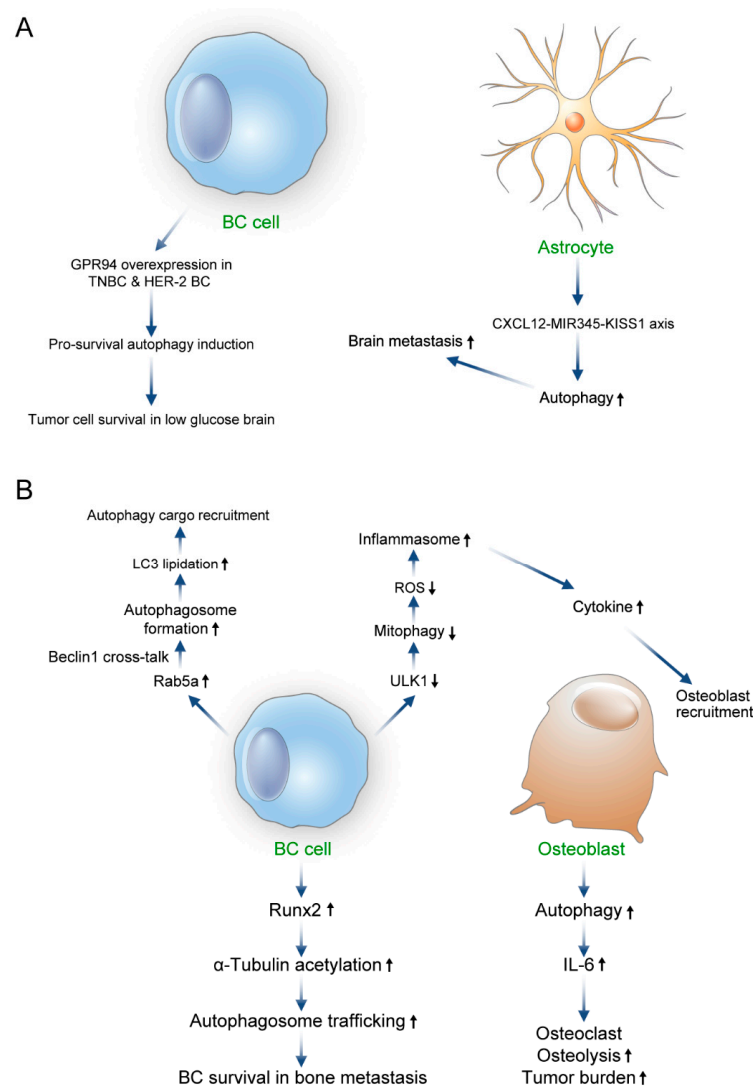 A
BC cell
GPR94 overexpression in
TNBC & HER-2 BC
Pro-survival autophagy induction
Tumor cell survival in low glucose brain
Astrocyte
CXCL12-MIR345-KISS1 axis
Autophagy ↑
Brain metastasis ↑
B
Autophagy cargo recruitment
LC3 lipidation ↑
Autophagosome
formation ↑
Beclin1 cross-talk
Rab5a ↑
Inflammasome ↑
ROS ↓
Mitophagy ↓
ULK1 ↓
Cytokine ↑
Osteoblast
recruitment
BC cell
Runx2 ↑
α-Tubulin acetylation ↑
Autophagosome trafficking ↑
BC survival in bone metastasis
Osteoblast
Autophagy ↑
IL-6 ↑
Osteoclast
Osteolysis ↑
Tumor burden ↑